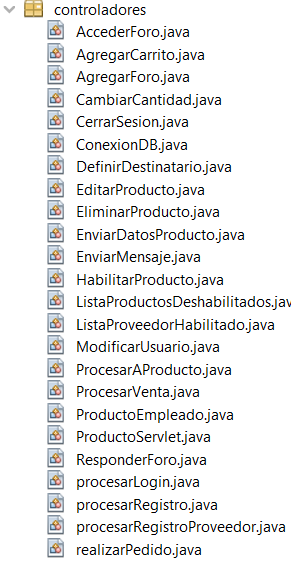 controladores
AccederForo.java
AgregarCarrito.java
AgregarForo.java
CambiarCantidad.java
CerrarSesion.java
ConexionDB.java
DefinirDestinatario.java
EditarProducto.java
EliminarProducto.java
EnviarDatosProducto.java
EnviarMensaje.java
HabilitarProducto.java
ListaProductosDeshabilitados.jav
ListaProveedorHabilitado.java
ModificarUsuario.java
ProcesarAProducto.java
ProcesarVenta.java
ProductoEmpleado.java
ProductoServlet.java
ResponderForo.java
procesarLogin.java
procesarRegistro.java
procesarRegistroProveedor.java
realizarPedido.java